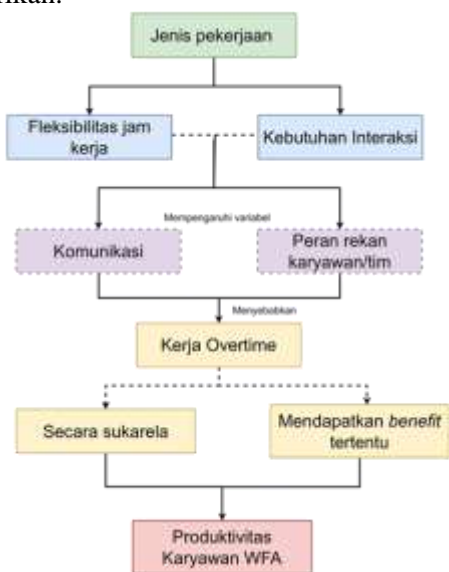 Jenis pekerjaan
Fleksibilitas jam
kerja
Kebutuhan Interaksi
Mempengaruhi variabel
Komunikasi
Peran rekan
karyawan/tim
Menyebabkan
Kerja Overtime
Secara sukarela
Mendapatkan benefit
tertentu
Produktivitas
Karyawan WFA